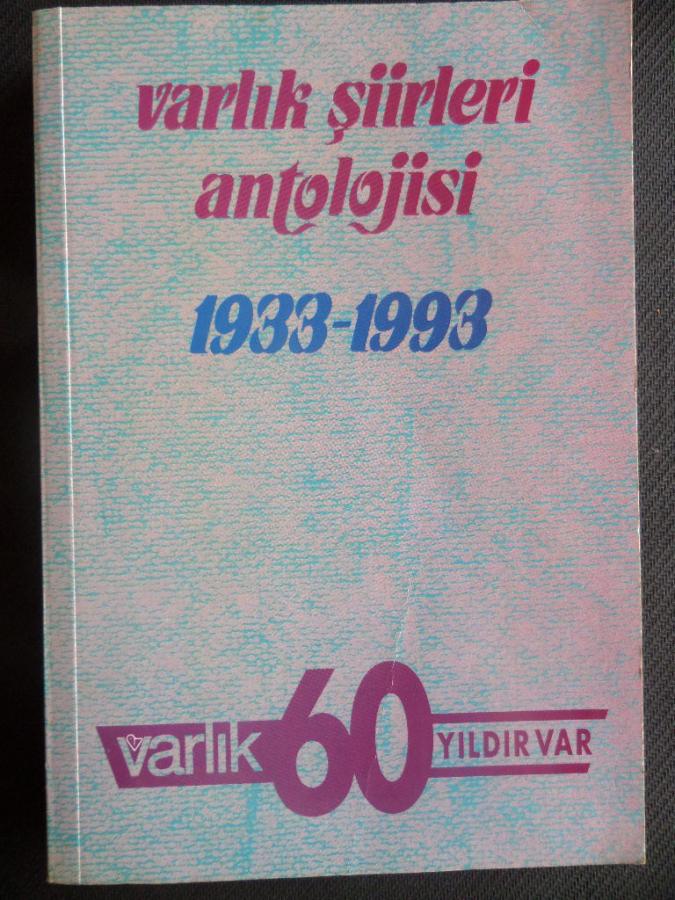 varlık şiirleri
antolojisi
1933-1993
varlık 60 YILDIR VAR